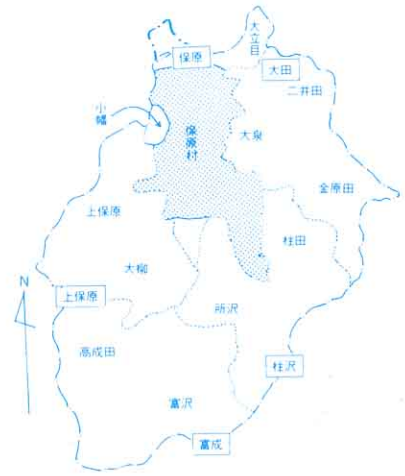 大立目
保原
大田
二井田
小幡
保原村
大泉
金原田
上保原
柱田
大柳
N
上保原
所沢
高成田
柱沢
富沢
富成